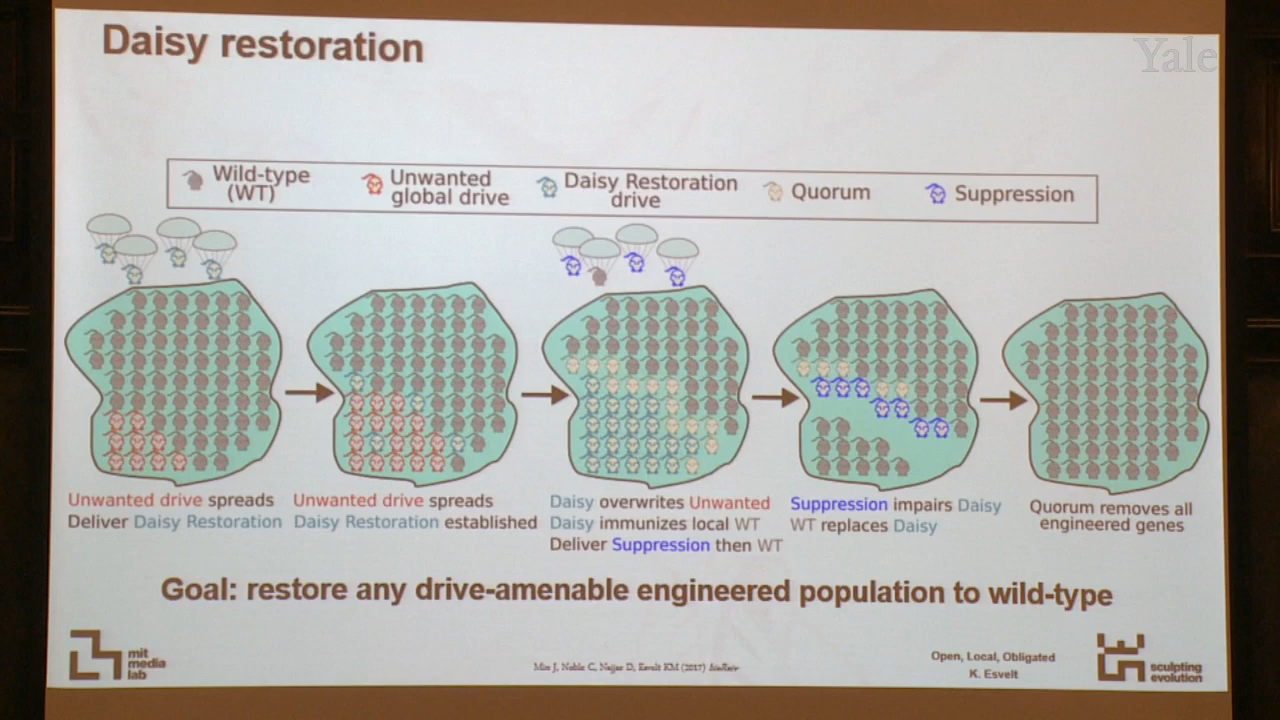 Daisy restoration
Yale
Wild-type
(WT)
Unwanted
global drive
Daisy Restoration
drive
Quorum
Suppression
Unwanted drive spreads
Deliver Daisy Restoration
Unwanted drive spreads
Daisy Restoration established
Daisy overwrites Unwanted
Daisy immunizes local WT
Deliver Suppression then WT
Suppression impairs Daisy
WT replaces Daisy
Quorum removes all
engineered genes
Goal: restore any drive-amenable engineered population to wild-type
mit
media
lab
Min J, Noble C, Najjar D, Esvelt KM (2017) bioRxiv
Open, Local, Obligated
K. Esvelt
sculpting
evolution